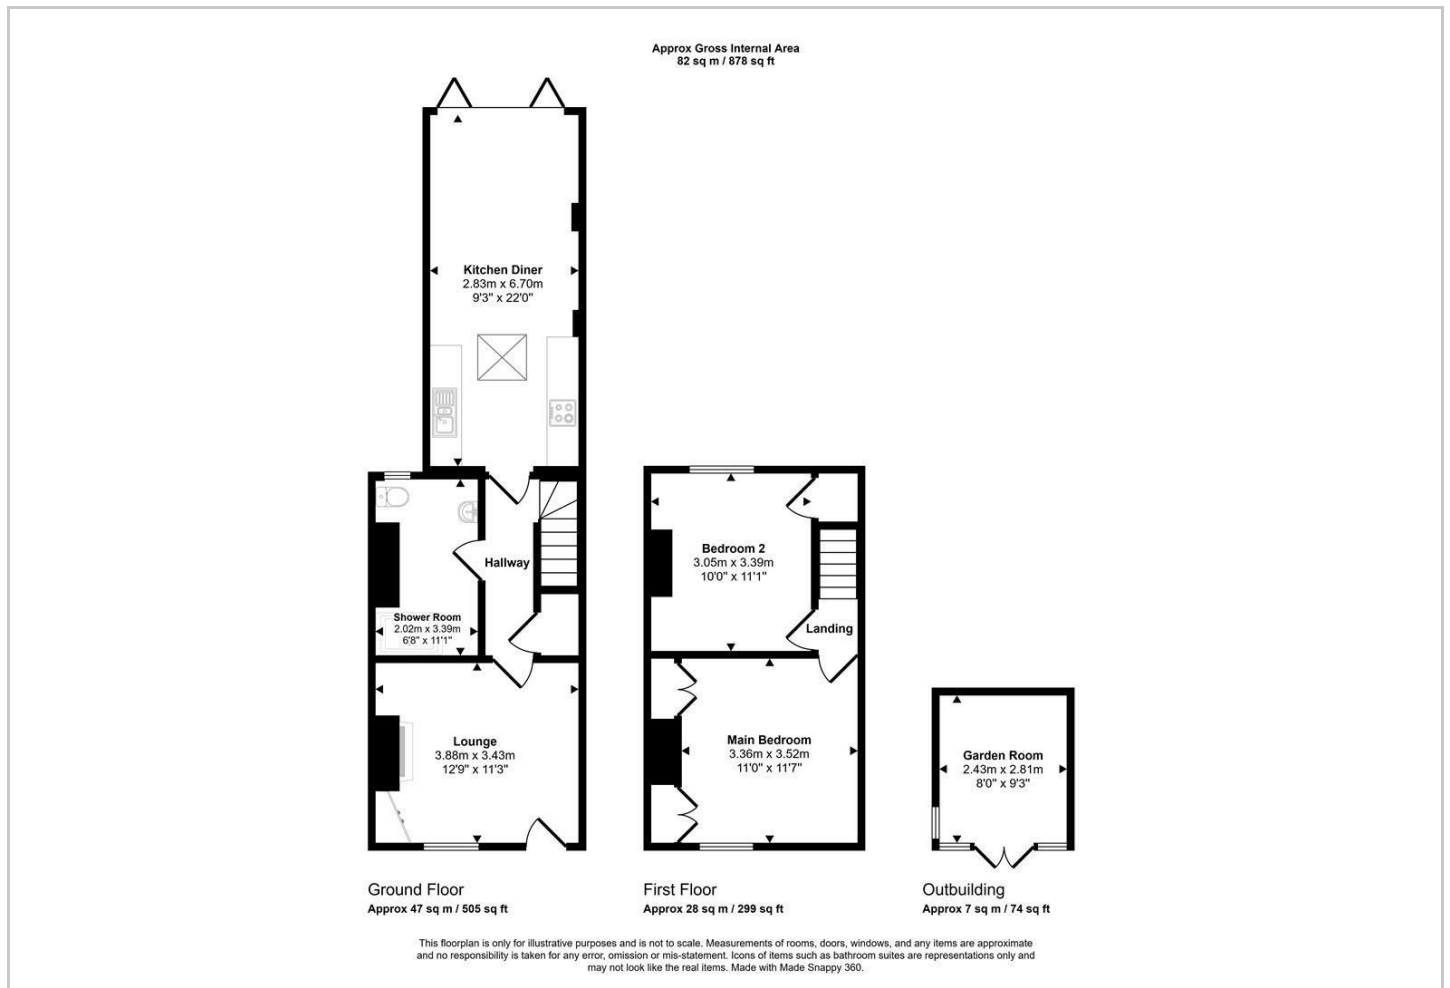 Approx Gross Internal Area
82 sq m / 878 sq ft
Kitchen Diner
2.83m x 6.70m
9'3" x 22'0"
Hallway
Shower Room
2.02m x 3.39m
6'8" x 11'1"
Lounge
3.88m x 3.43m
12'9" x 11'3"
Bedroom 2
3.05m x 3.39m
10'0" x 11'1"
Landing
Main Bedroom
3.36m x 3.52m
11'0" x 11'7"
Garden Room
2.43m x 2.81m
8'0" x 9'3"
Ground Floor
Approx 47 sq m / 505 sq ft
First Floor
Approx 28 sq m / 299 sq ft
Outbuilding
Approx 7 sq m / 74 sq ft
This floorplan is only for illustrative purposes and is not to scale. Measurements of rooms, doors, windows, and any items are approximate
and no responsibility is taken for any error, omission or mis-statement. Icons of items such as bathroom suites are representations only and
may not look like the real items. Made with Made Snappy 360.